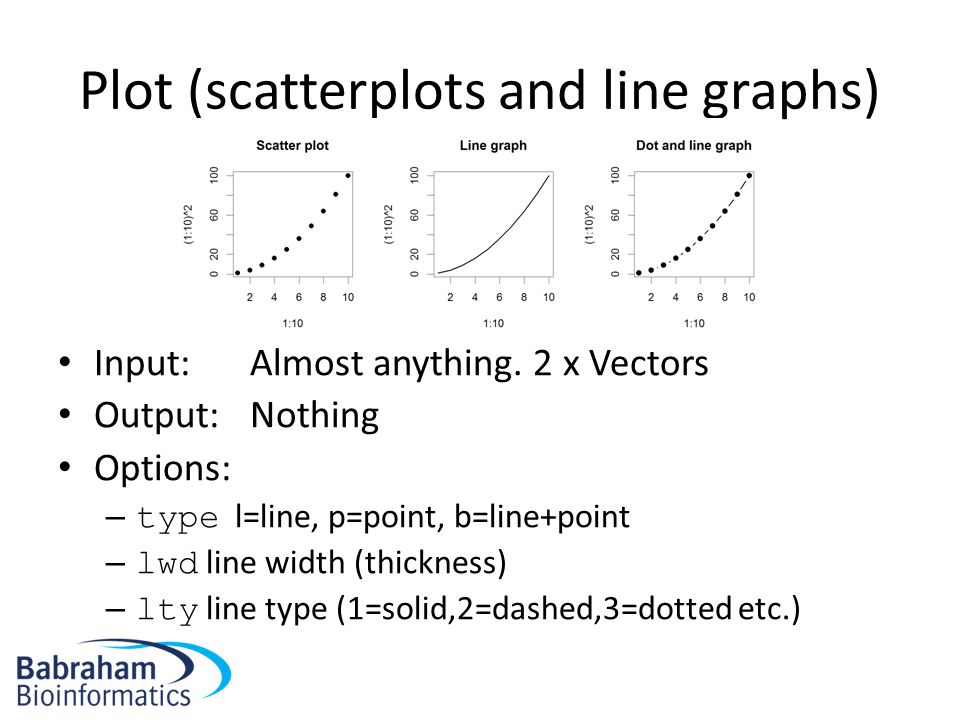 Plot (scatterplots and line graphs)
Scatter plot
(1:10)^2
0 20 60 100
2 4 6 8 10
1:10
Line graph
(1:10)^2
0 20 60 100
2 4 6 8 10
1:10
Dot and line graph
(1:10)^2
0 20 60 100
2 4 6 8 10
1:10
• Input: Almost anything. 2 x Vectors
• Output: Nothing
• Options:
– type l=line, p=point, b=line+point
– lwd line width (thickness)
– lty line type (1=solid,2=dashed,3=dotted etc.)
Babraham
Bioinformatics